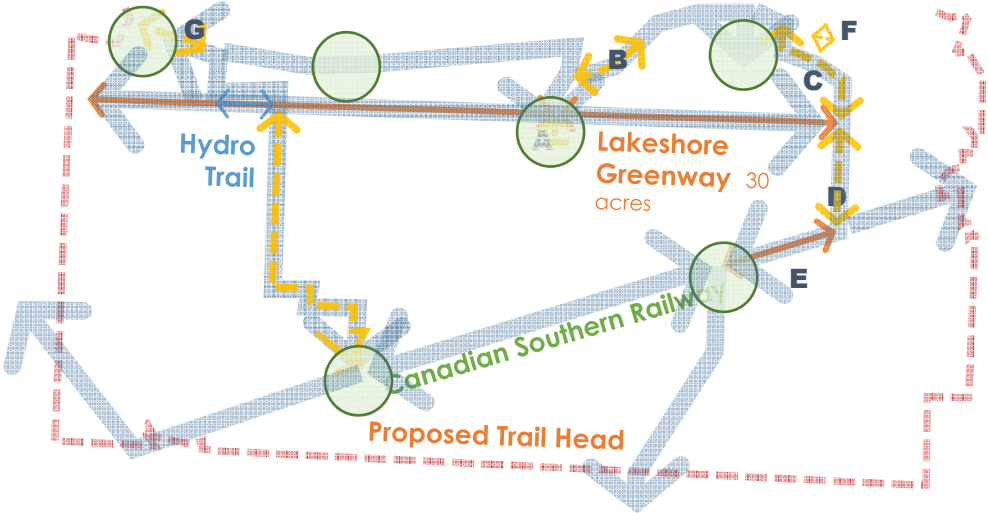 G
F
B
C
Hydro
Trail
Lakeshore
Greenway 30
acres
D
E
Canadian Southern Railway
Proposed Trail Head